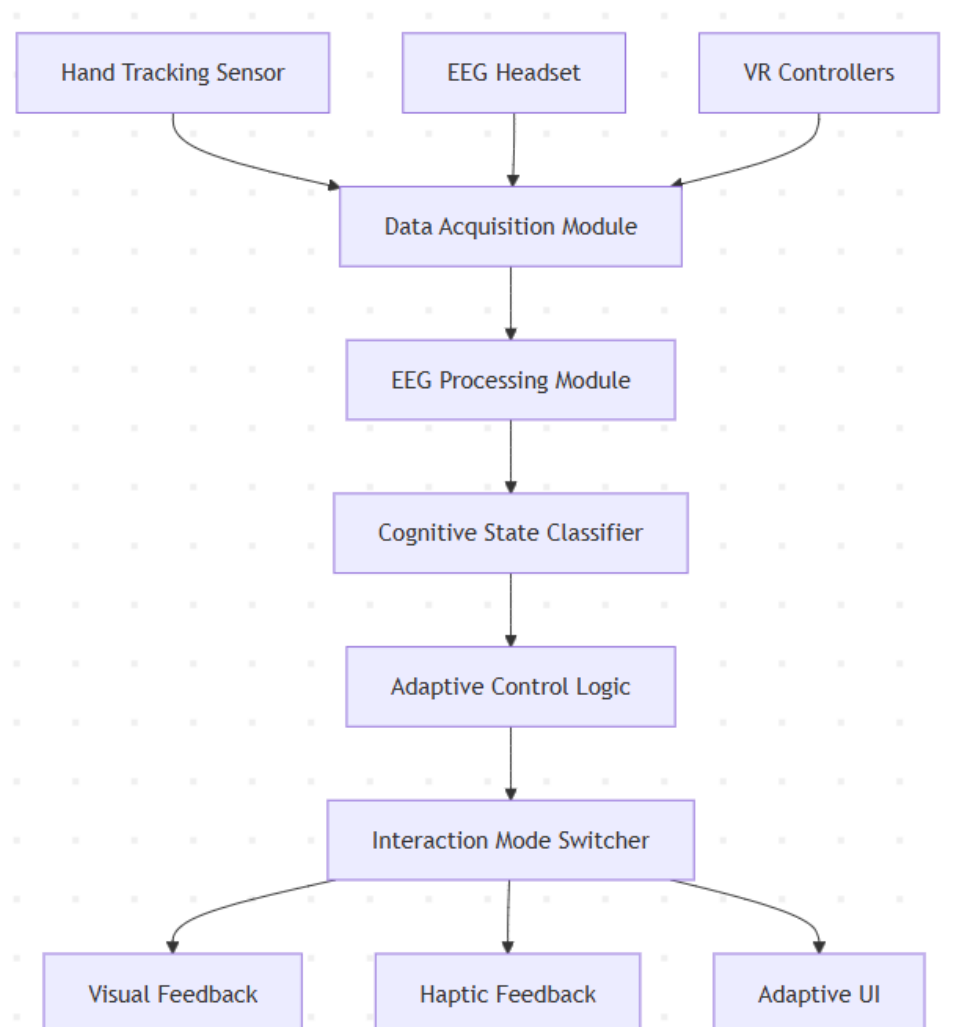 Hand Tracking Sensor
EEG Headset
VR Controllers
Data Acquisition Module
EEG Processing Module
Cognitive State Classifier
Adaptive Control Logic
Interaction Mode Switcher
Visual Feedback
Haptic Feedback
Adaptive UI